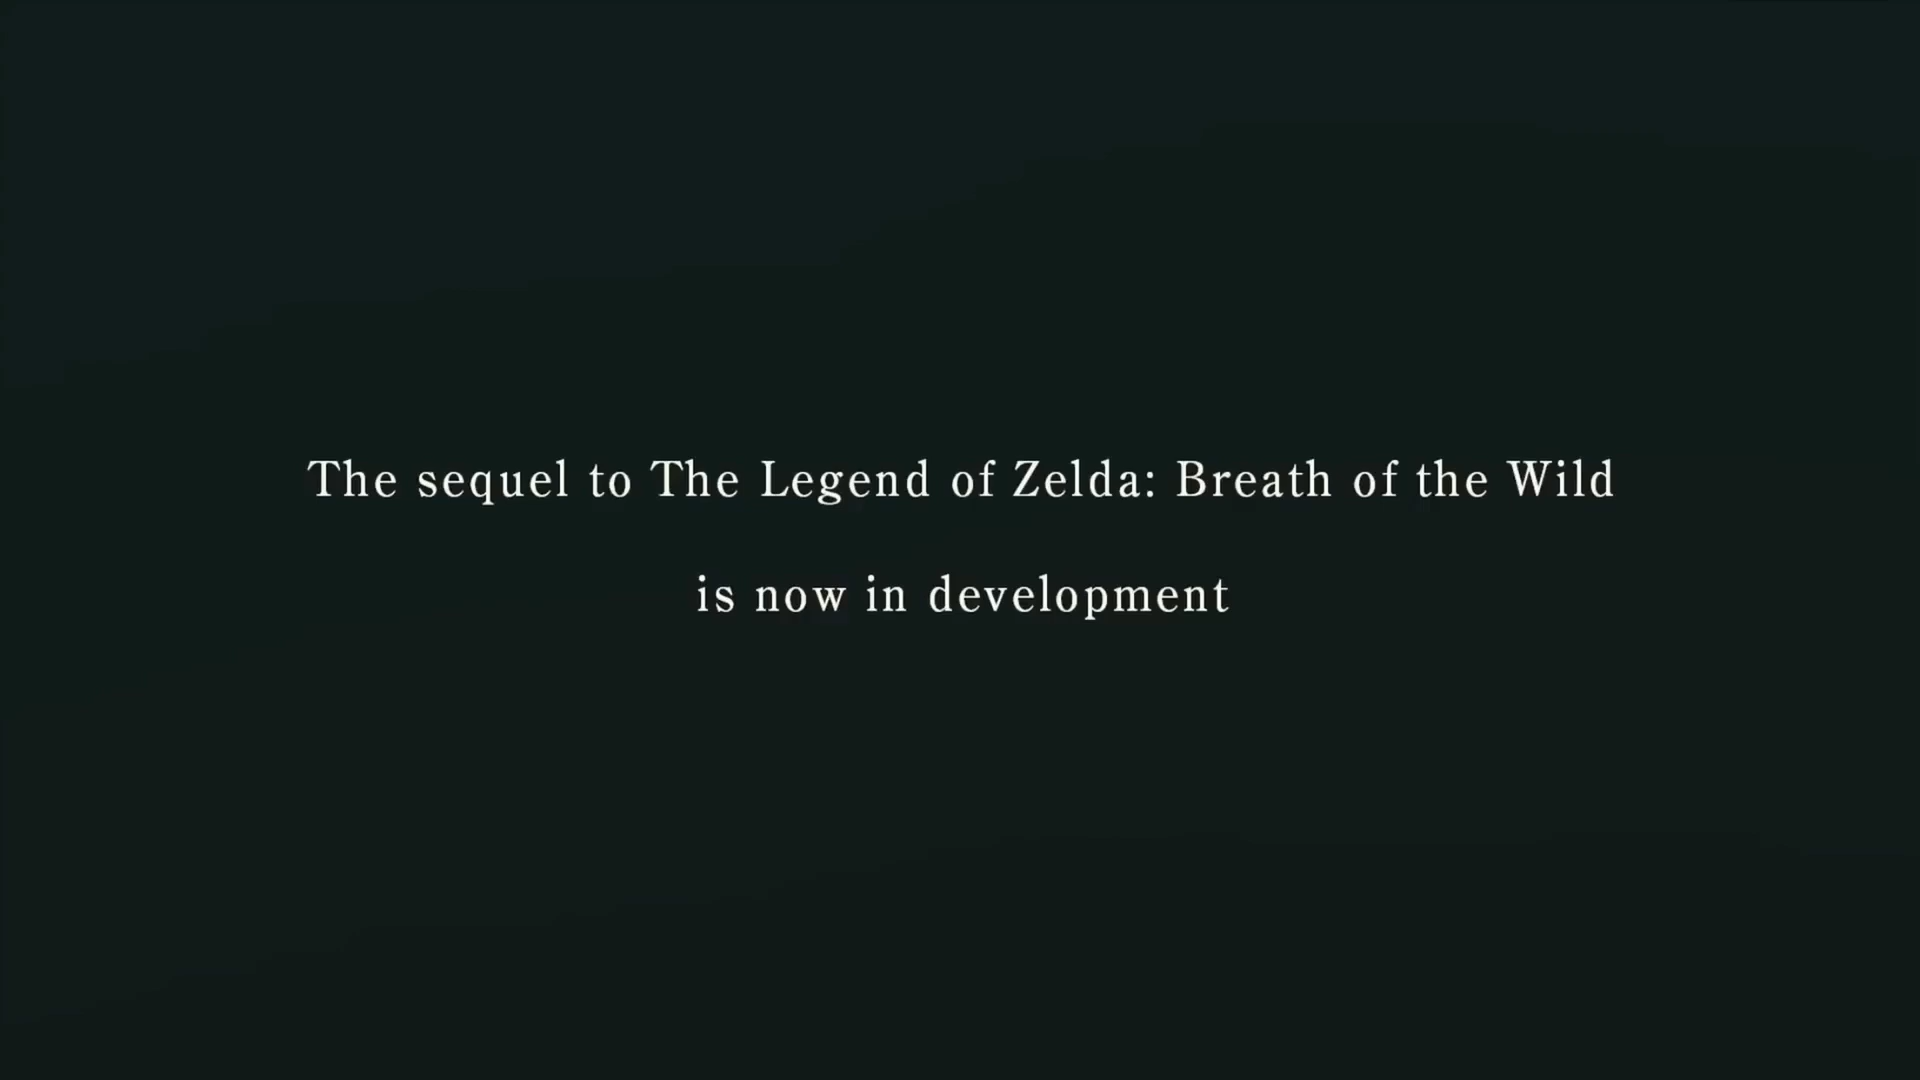 The sequel to The Legend of Zelda: Breath of the Wild
is now in development